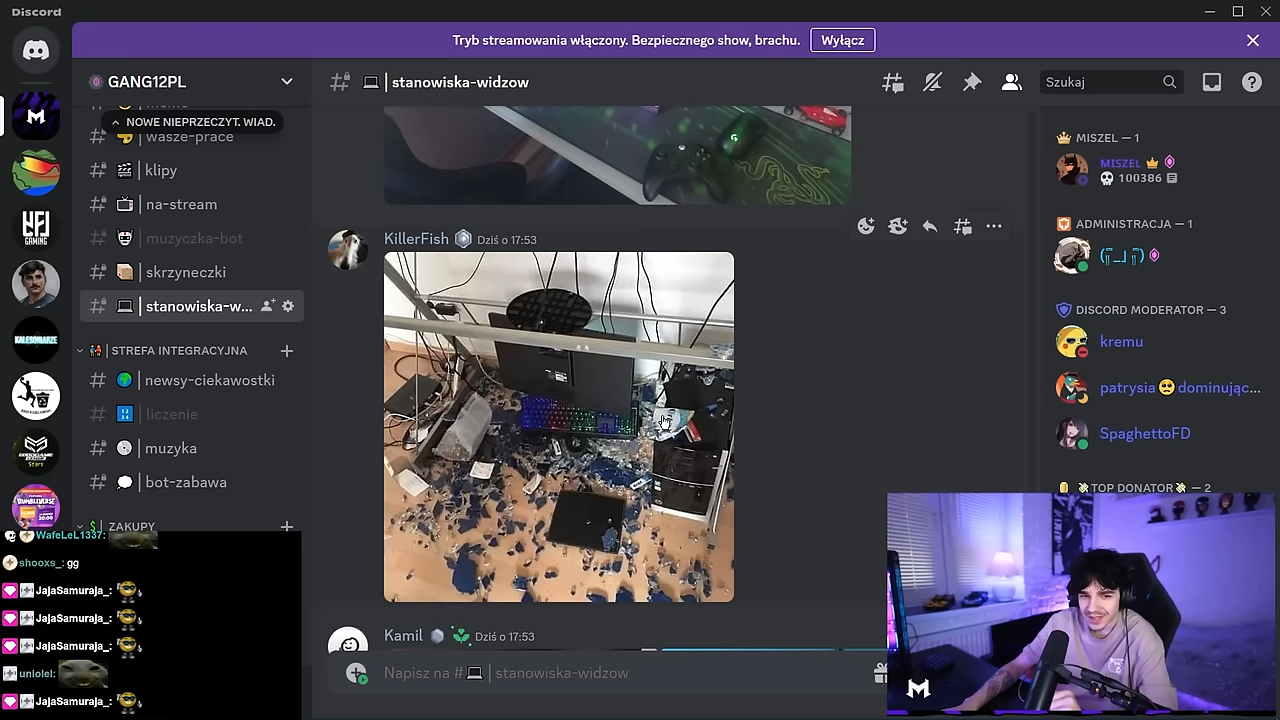 Discord
Tryb streamowania włączony. Bezpiecznego show, brachu.
Wyłącz
GANG12PL
NOWE NIEPRZECZYT. WIAD.
wasze-prace
klipy
na-stream
muzyczka-bot
skrzyneczki
stanowiska-w...
STREFA INTEGRACYJNA
newsy-ciekawostki
liczenie
muzyka
bot-zabawa
ZAKUPY
WafeLeL1337:
shooxs_: gg
JajaSamuraja_:
JajaSamuraja_:
JajaSamuraja_:
unlolel:
JajaSamuraja_:
stanowiska-widzow
Szukaj
KillerFish Dziś o 17:53
Kamil Dziś o 17:53
Napisz na # | stanowiska-widzow
MISZEL — 1
MISZEL
100386
ADMINISTRACJA — 1
DISCORD MODERATOR — 3
kremu
patrysia dominując...
SpaghettoFD
TOP DONATOR — 2